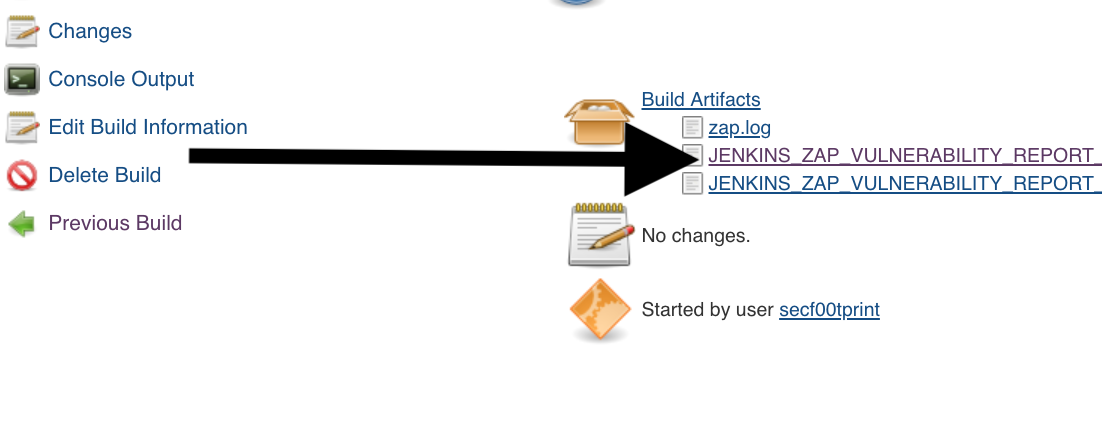 Changes
Console Output
Edit Build Information
Delete Build
Previous Build
Build Artifacts
zap.log
JENKINS_ZAP_VULNERABILITY_REPORT_
JENKINS_ZAP_VULNERABILITY_REPORT_
No changes.
Started by user secf00tprint